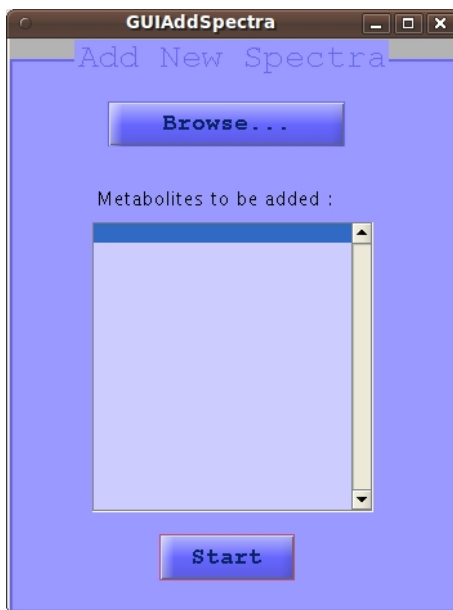 GUIAddSpectra
Add New Spectra
Browse...
Metabolites to be added :
Start